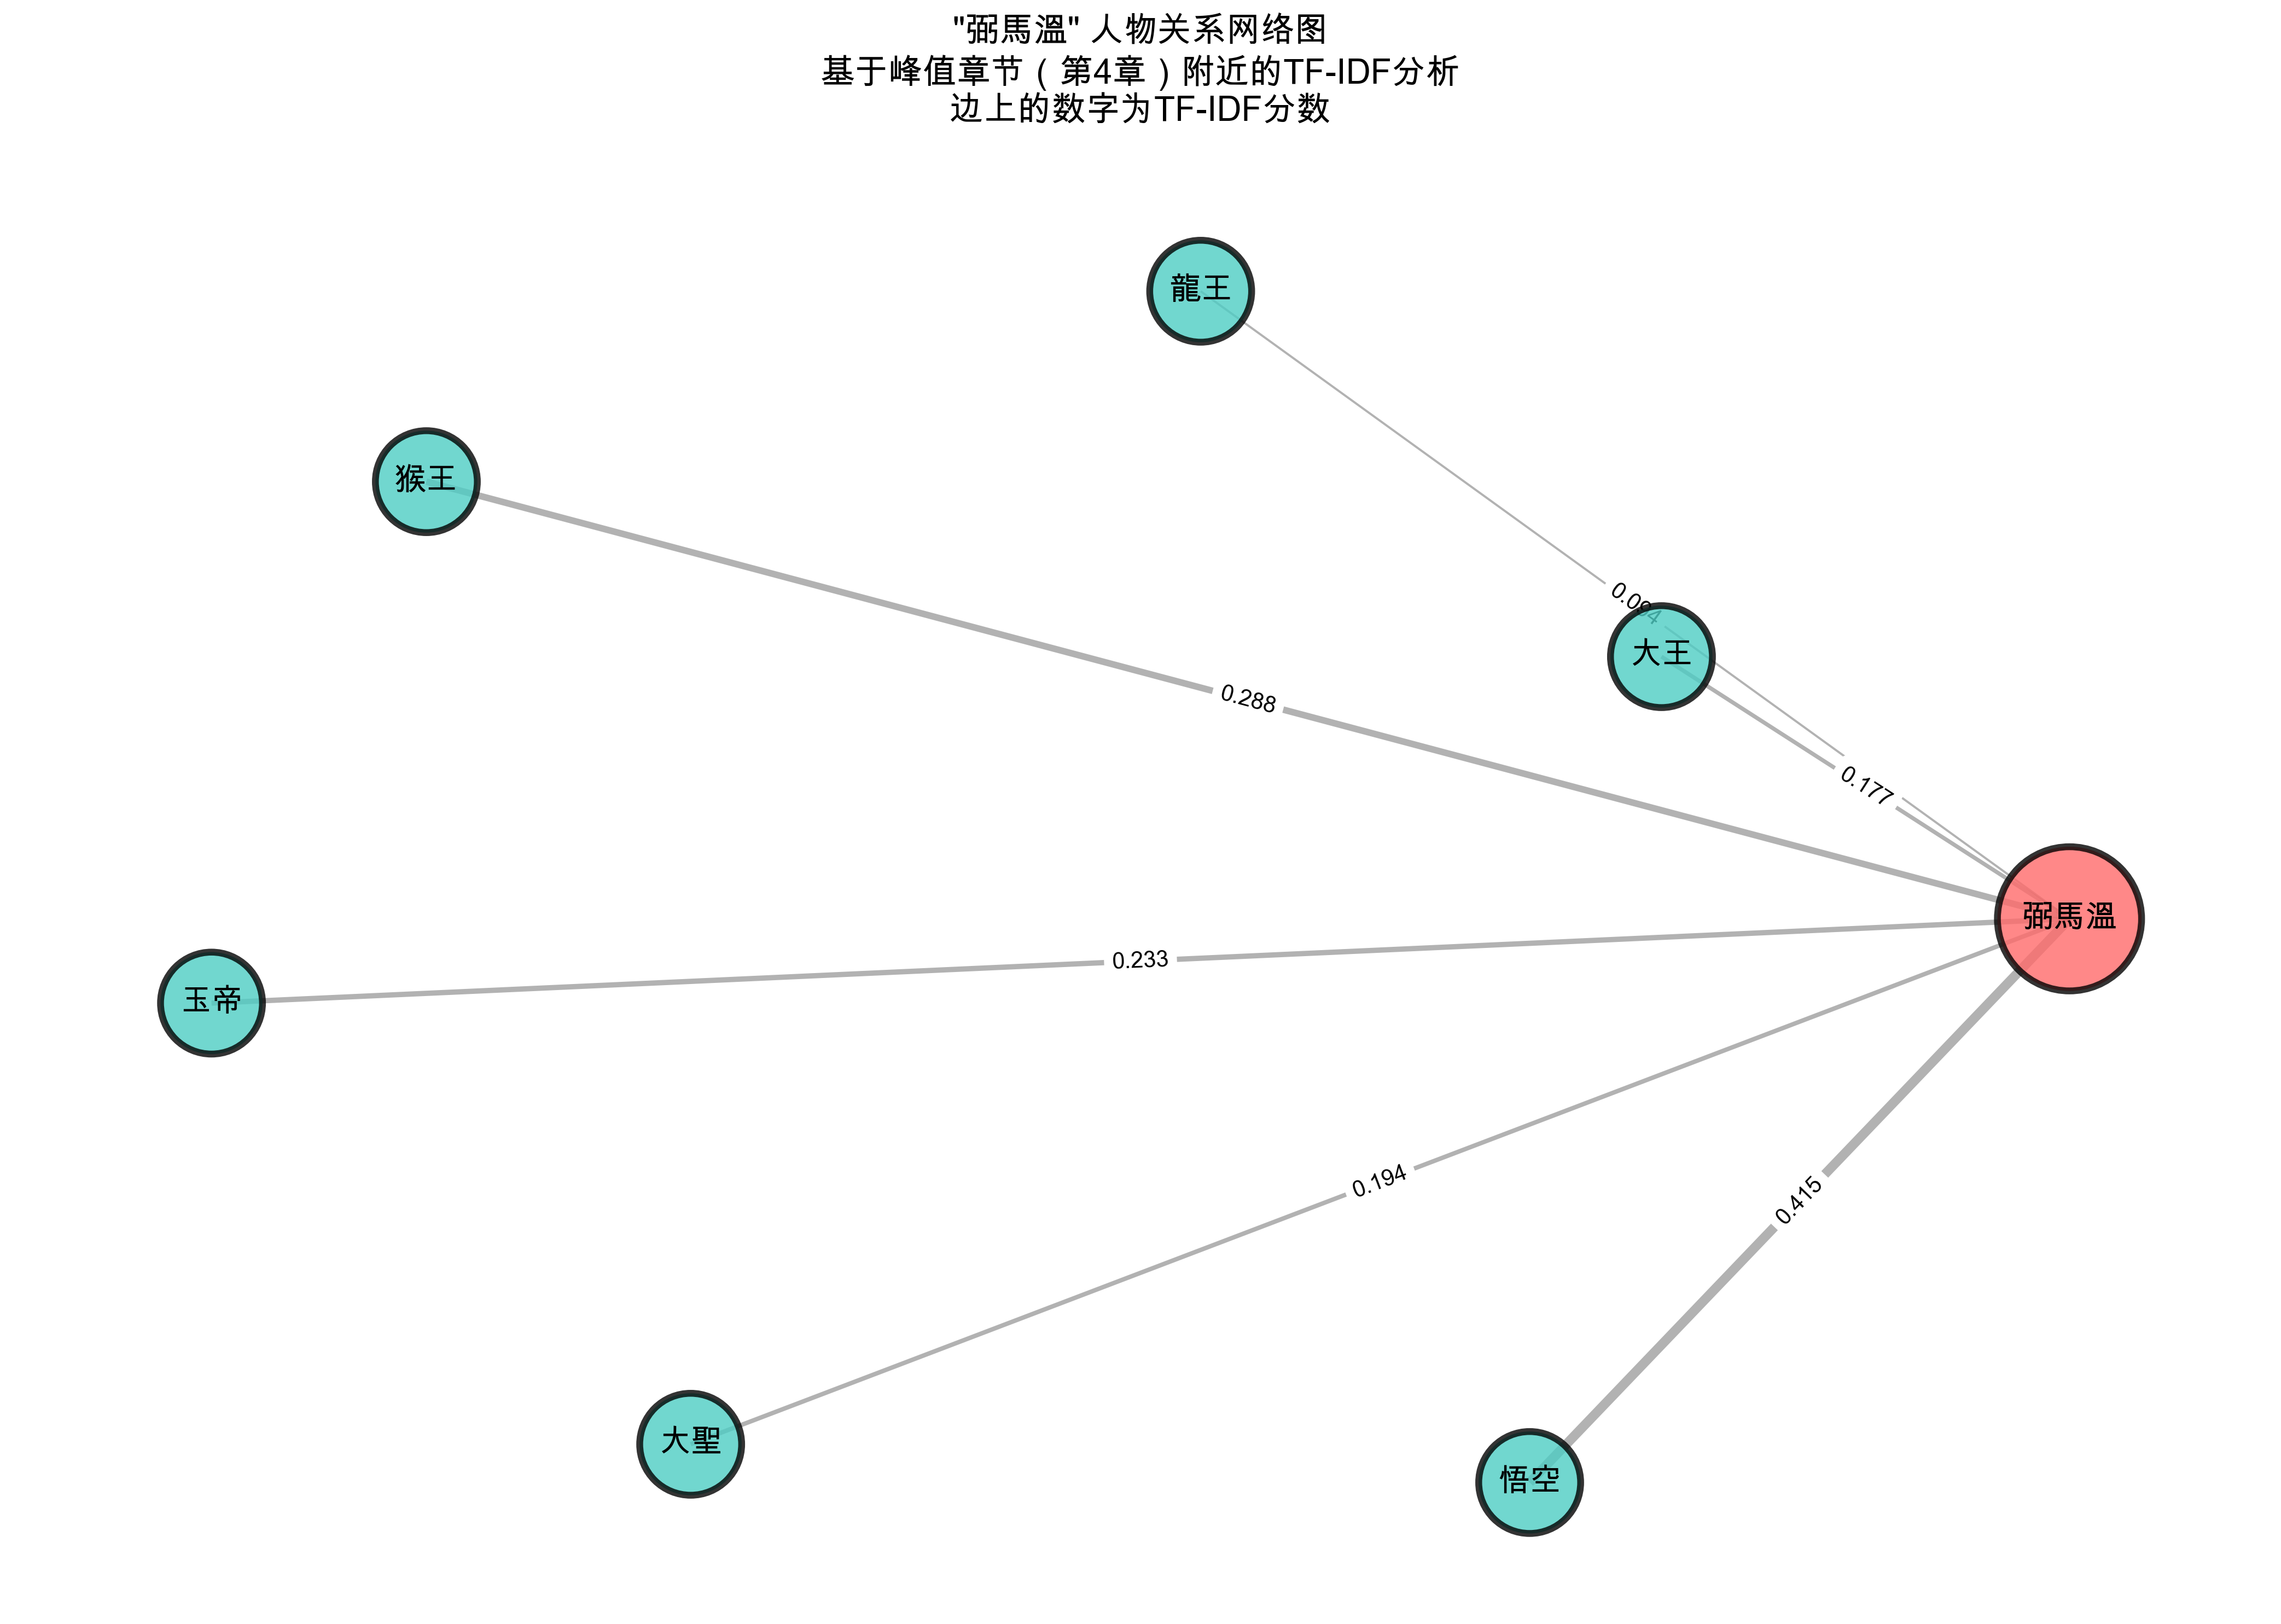 "弼馬溫" 人物关系网络图
基于峰值章节（第4章）附近的TF-IDF分析
边上的数字为TF-IDF分数
龍王
猴王
0.094
大王
0.288
0.177
弼馬溫
0.233
玉帝
0.194
0.415
大聖
悟空